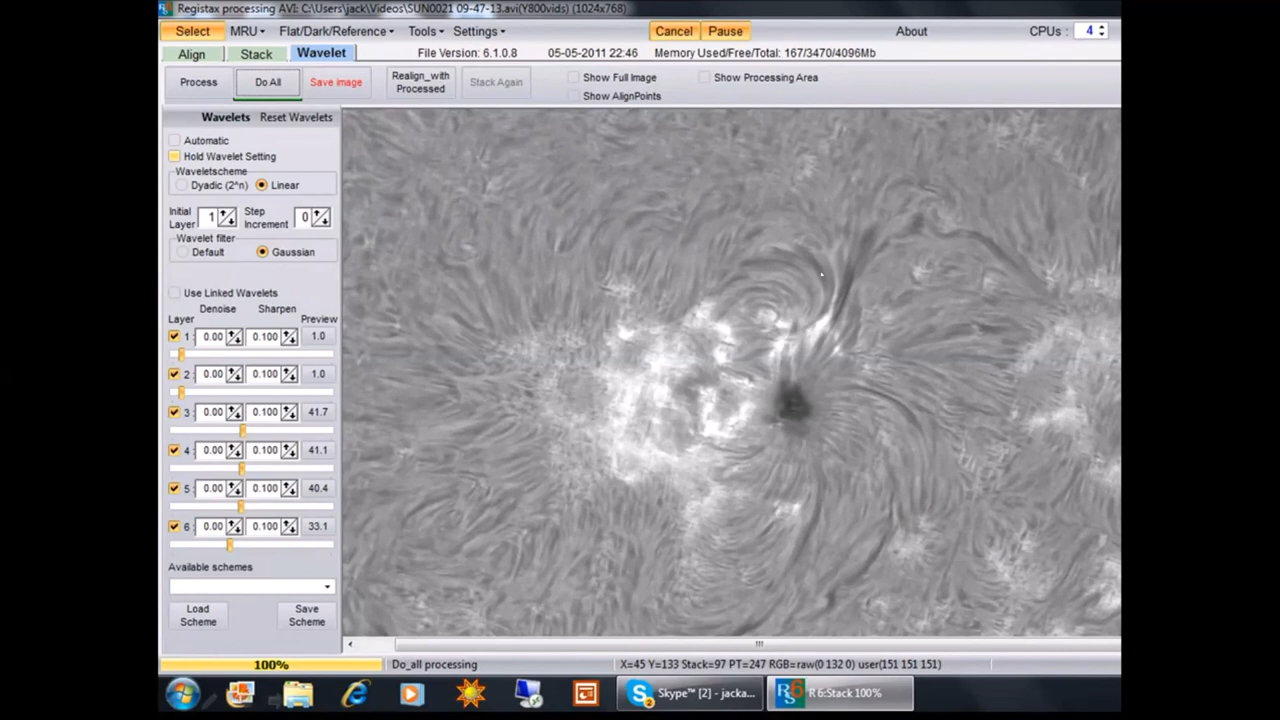 Registax processing AVI: C:\Users\jack\Videos\SUN0021 09-47-13.avi(Y800vids) (1024x768)
Select MRU Flat/Dark/Reference Tools Settings Cancel Pause About CPUs: 4
Align Stack Wavelet File Version: 6.1.0.8 05-05-2011 22:46 Memory Used/Free/Total: 167/3470/4096Mb
Process Do All Save image Realign_with Processed Stack Again Show Full Image Show Processing Area
Show AlignPoints
Wavelets Reset Wavelets
Automatic
Hold Wavelet Setting
Waveletscheme
Dyadic (2^n) Linear
Initial Layer 1 Step Increment 0
Wavelet filter
Default Gaussian
Use Linked Wavelets
Denoise Sharpen
Layer Preview
1 : 0.00 0.100 1.0
2 : 0.00 0.100 1.0
3 : 0.00 0.100 41.7
4 : 0.00 0.100 41.1
5 : 0.00 0.100 40.4
6 : 0.00 0.100 33.1
Available schemes
Load Scheme Save Scheme
100% Do_all processing X=45 Y=133 Stack=97 PT=247 RGB=raw(0 132 0) user(151 151 151)
Skype™ [2] - jacka... R 6:Stack 100%